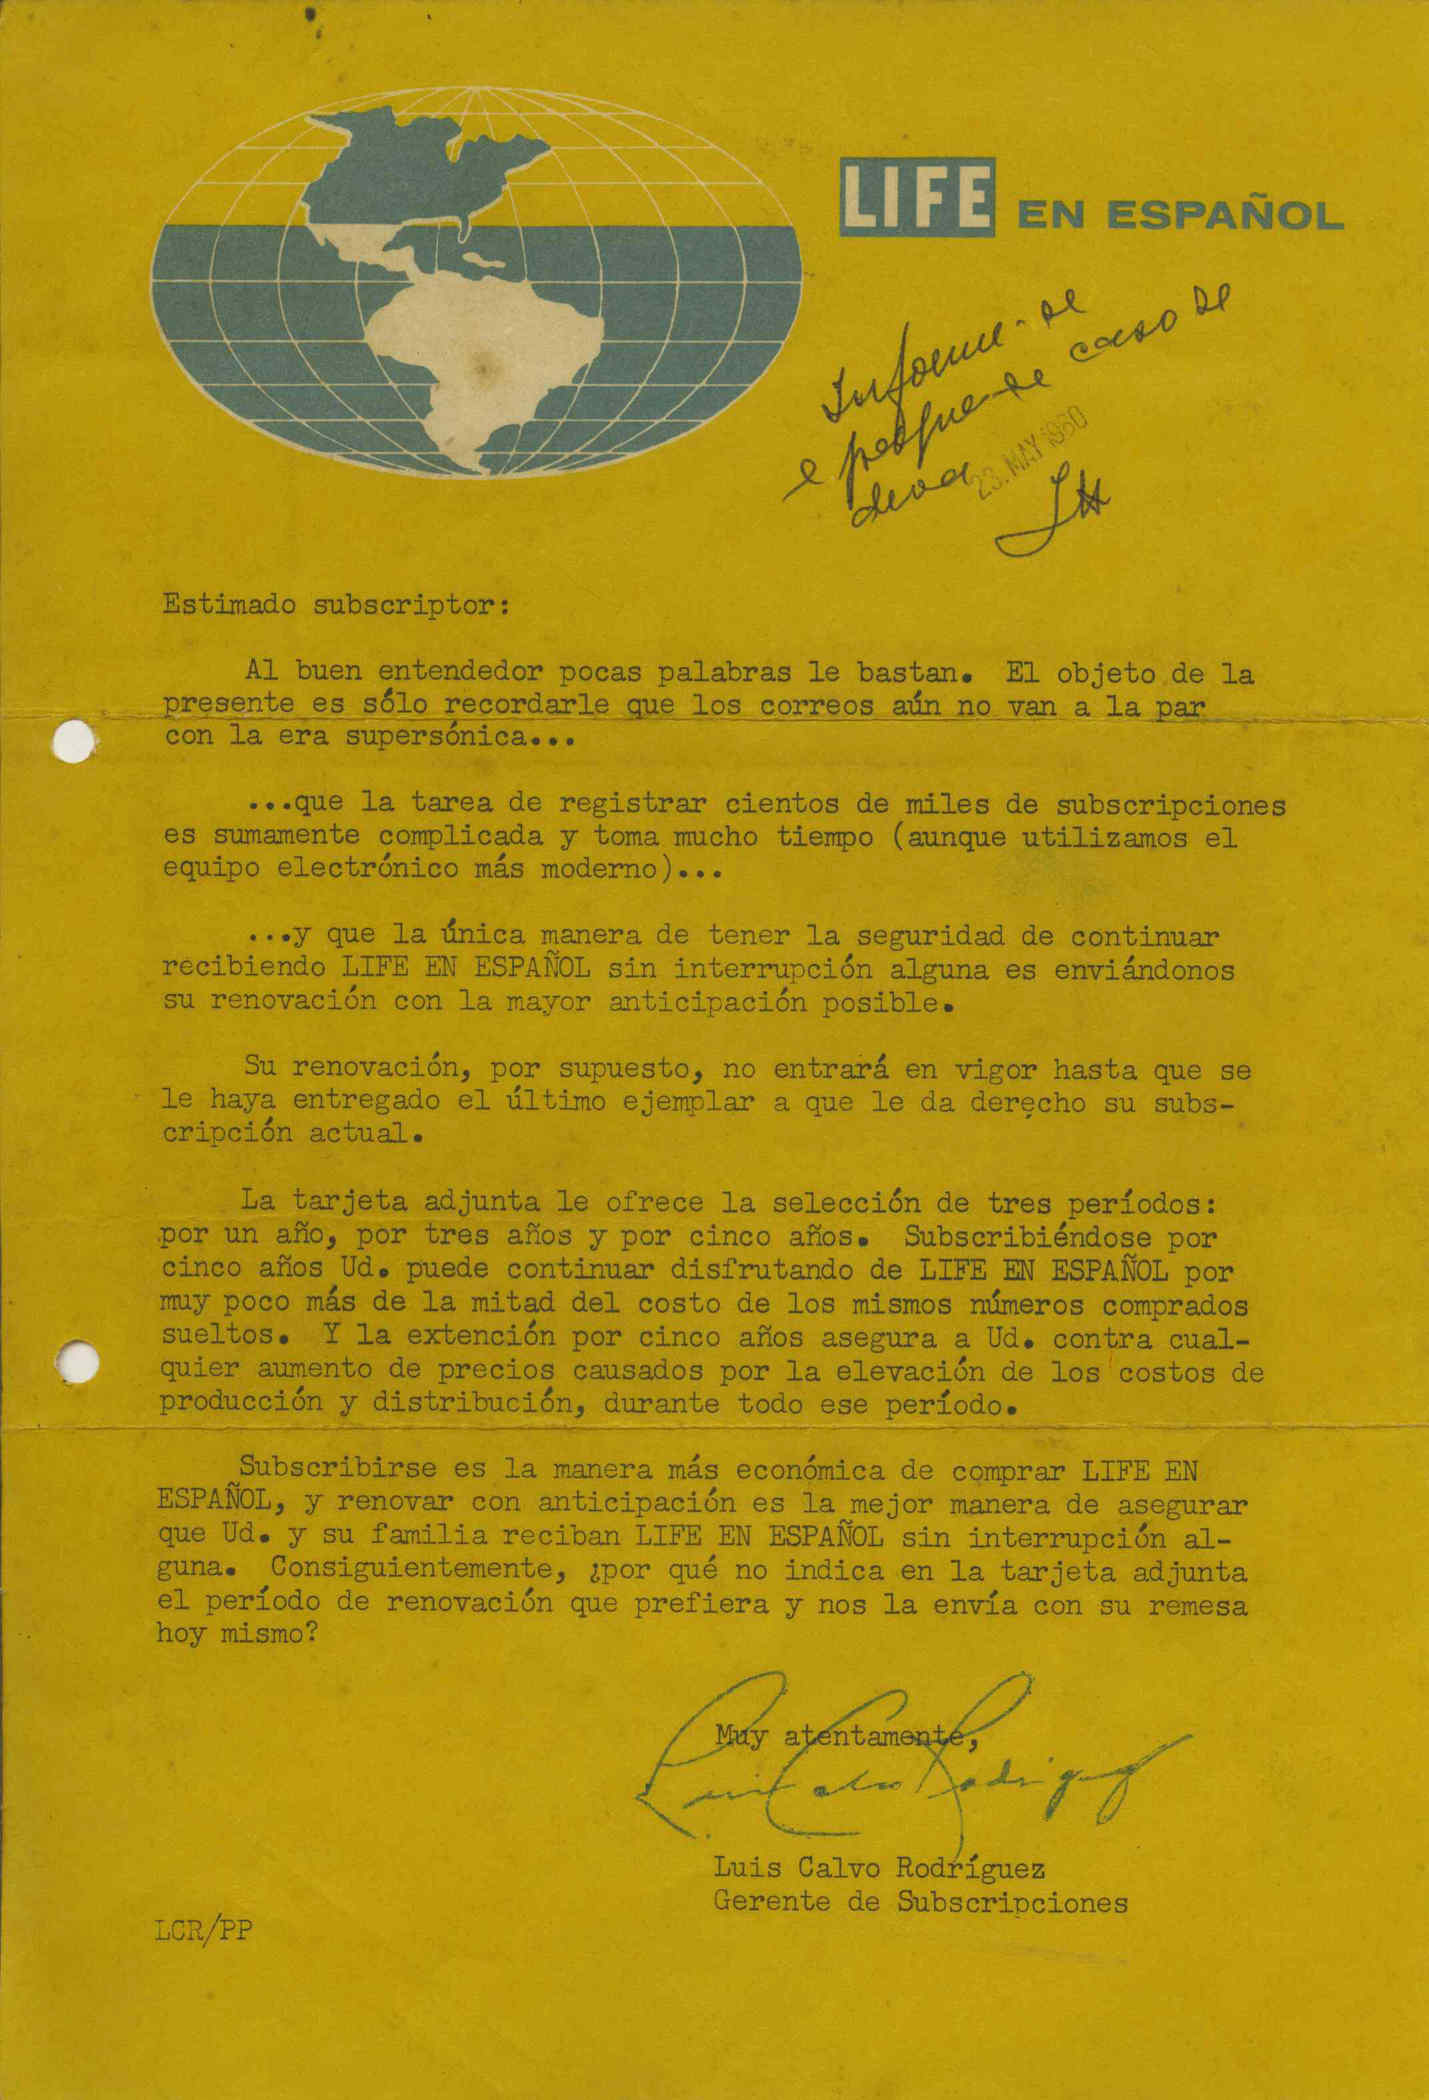 LIFE EN ESPAÑOL
Informe de
e pesque de caso de
23. MAY 1960
Estimado subscriptor:
Al buen entendedor pocas palabras le bastan. El objeto de la
presente es sólo recordarle que los correos aún no van a la par
con la era supersónica...
...que la tarea de registrar cientos de miles de subscripciones
es sumamente complicada y toma mucho tiempo (aunque utilizamos el
equipo electrónico más moderno)...
...y que la única manera de tener la seguridad de continuar
recibiendo LIFE EN ESPAÑOL sin interrupción alguna es enviándonos
su renovación con la mayor anticipación posible.
Su renovación, por supuesto, no entrará en vigor hasta que se
le haya entregado el último ejemplar a que le da derecho su subs-
cripción actual.
La tarjeta adjunta le ofrece la selección de tres períodos:
por un año, por tres años y por cinco años. Subscribiéndose por
cinco años Ud. puede continuar disfrutando de LIFE EN ESPAÑOL por
muy poco más de la mitad del costo de los mismos números comprados
sueltos. Y la extención por cinco años asegura a Ud. contra cual-
quier aumento de precios causados por la elevación de los costos de
producción y distribución, durante todo ese período.
Subscribirse es la manera más económica de comprar LIFE EN
ESPAÑOL, y renovar con anticipación es la mejor manera de asegurar
que Ud. y su familia reciban LIFE EN ESPAÑOL sin interrupción al-
guna. Consiguientemente, ¿por qué no indica en la tarjeta adjunta
el período de renovación que prefiera y nos la envía con su remesa
hoy mismo?
Muy atentamente,
Luis Calvo Rodríguez
Luis Calvo Rodríguez
Gerente de Subscripciones
LCR/PP